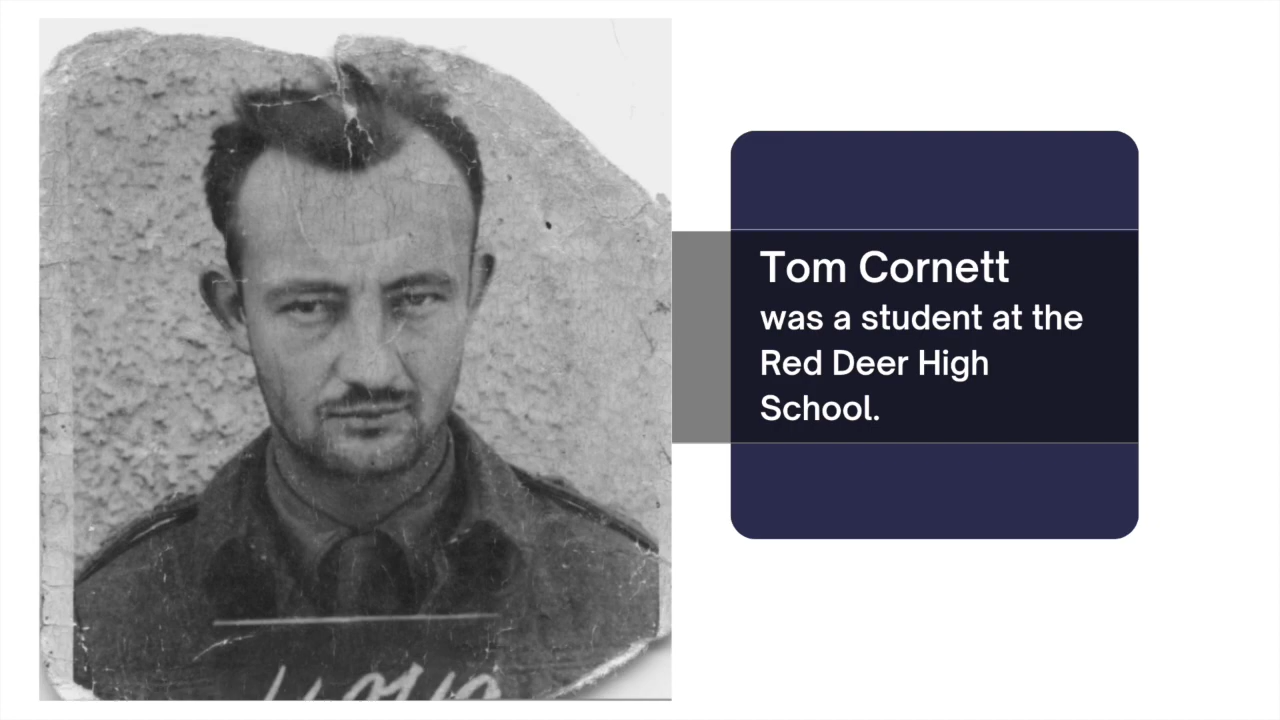 Tom Cornett
was a student at the
Red Deer High
School.